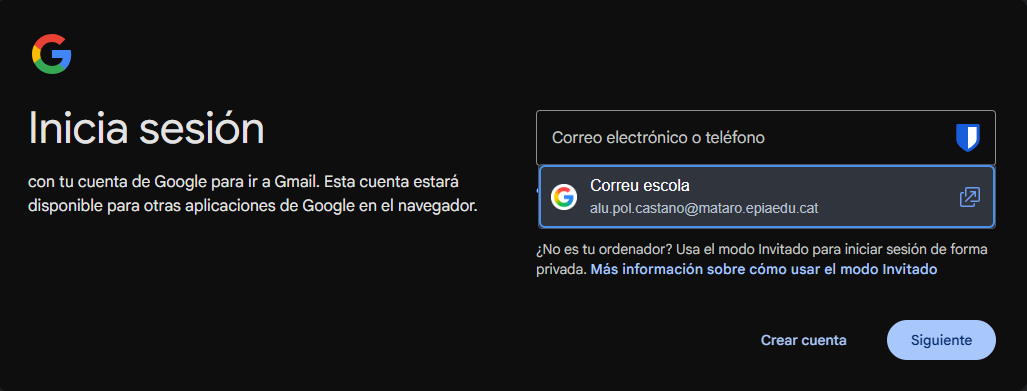 Inicia sesión
con tu cuenta de Google para ir a Gmail. Esta cuenta estará
disponible para otras aplicaciones de Google en el navegador.
Correo electrónico o teléfono
Correu escola
alu.pol.castano@mataro.epiaedu.cat
¿No es tu ordenador? Usa el modo Invitado para iniciar sesión de forma
privada. Más información sobre cómo usar el modo Invitado
Crear cuenta
Siguiente